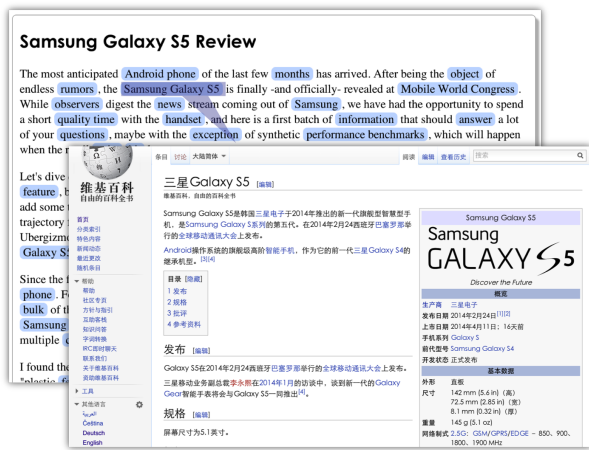 Samsung Galaxy S5 Review
The most anticipated Android phone of the last few months has arrived. After being the object of
endless rumors , the Samsung Galaxy S5 is finally -and officially- revealed at Mobile World Congress .
While observers digest the news stream coming out of Samsung , we have had the opportunity to spend
a short quality time with the handset , and here is a first batch of information that should answer a lot
of your questions , maybe with the exception of synthetic performance benchmarks , which will happen
when the r
Let's dive
feature , b
add some t
trajectory f
Ubergizmo
Galaxy S5
Since the f
phone . Fo
bulk of th
Samsung
multiple
I found the
维基百科
自由的百科全书
首页
分类索引
特色内容
新闻动态
最近更改
随机条目
帮助
帮助
社区专页
方针与指引
互助客栈
知识问答
字词转换
IRC即时聊天
联系我们
关于维基百科
资助维基百科
工具
其他语言
العربية
Čeština
Deutsch
English
条目 讨论 大陆简体 阅读 编辑 查看历史 搜索
三星Galaxy S5 [编辑]
维基百科，自由的百科全书
Samsung Galaxy S5是韩国三星电子于2014年推出的新一代旗舰型智慧型手
机，是Samsung Galaxy S系列的第五代。在2014年2月24西班牙巴塞罗那举
行的全球移动通讯大会上发布。
Android操作系统的旗舰级高阶智能手机，作为它的前一代三星Galaxy S4的
继承机型。[3][4]
目录 [隐藏]
1 发布
2 规格
3 批评
4 参考资料
发布 [编辑]
Galaxy S5在2014年2月24西班牙巴塞罗那举行的全球移动通讯大会上发布。
三星移动业务副总裁李永熙在2014年1月的访谈中，谈到新一代的Galaxy
Gear智能手表将会与Galaxy S5一同推出[4]。
规格 [编辑]
屏幕尺寸为5.1英寸。
Samsung Galaxy S5
Samsung
GALAXY S5
Discover the Future
概览
生产商 三星电子
发布日期 2014年2月24日[1][2]
上市日期 2014年4月11日；16天前
手机系列 Galaxy S
前代型号 Samsung Galaxy S4
开发状态 正式发布
基本数据
外形 直板
尺寸 142 mm (5.6 in)（高）
72.5 mm (2.85 in)（宽）
8.1 mm (0.32 in)（厚）
重量 145 g (5.1 oz)
网络制式 2.5G：GSM/GPRS/EDGE – 850、900、
1800、1900 MHz